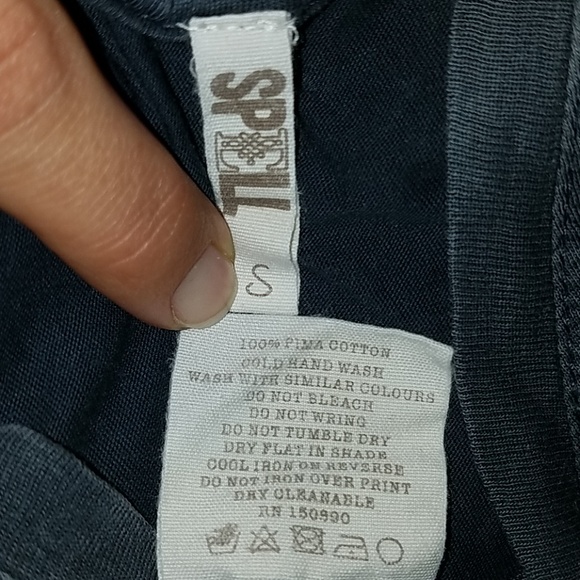 SPELL
S
100% PIMA COTTON
COLD HAND WASH
WASH WITH SIMILAR COLOURS
DO NOT BLEACH
DO NOT WRING
DO NOT TUMBLE DRY
DRY FLAT IN SHADE
COOL IRON ON REVERSE
DO NOT IRON OVER PRINT
DRY CLEANABLE
RN 150990